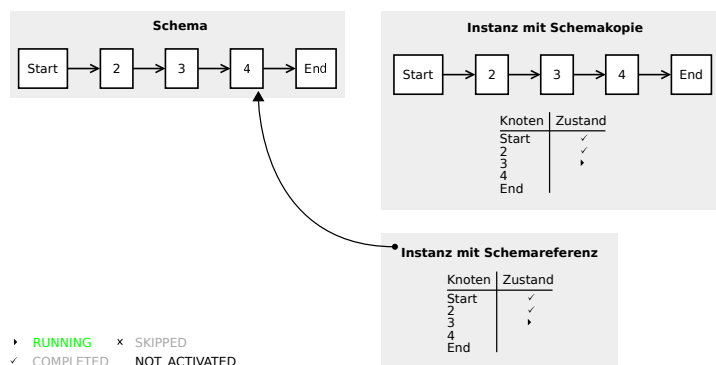 Schema
Start 2 3 4 End
Instanz mit Schemakopie
Start 2 3 4 End
Knoten Zustand
Start ✓
2 ✓
3
4
End
Instanz mit Schemareferenz
Knoten Zustand
Start ✓
2 ✓
3
4
End
RUNNING x SKIPPED
✓ COMPLETED NOT_ACTIVATED